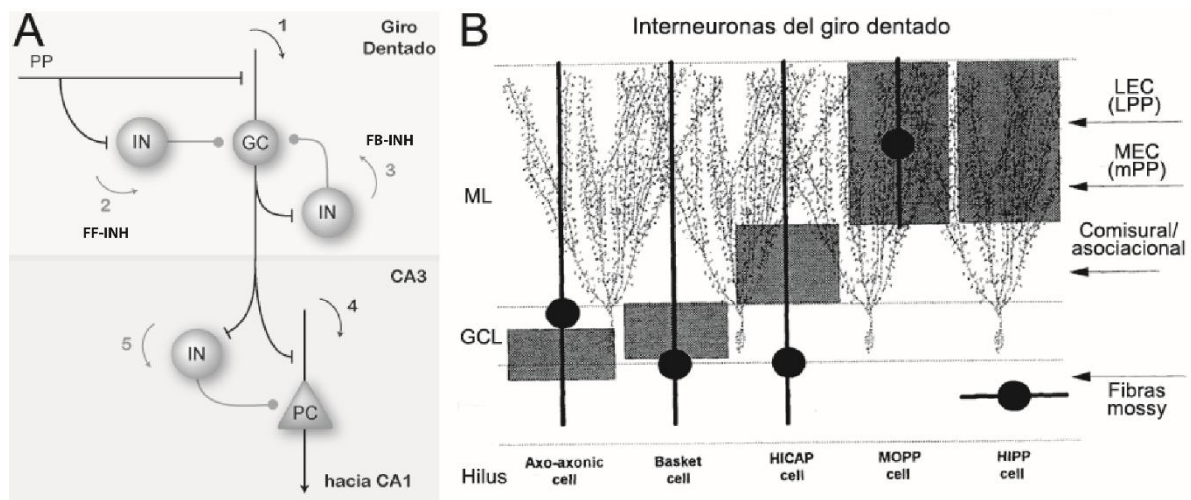 A
1
Giro
Dentado
PP
IN
GC
FB-INH
3
2
IN
FF-INH
CA3
4
5
IN
PC
hacia CA1
B
Interneuronas del giro dentado
LEC
(LPP)
MEC
(mPP)
ML
Comisural/
asociacional
GCL
Fibras
mossy
Hilus
Axo-axonic
cell
Basket
cell
HICAP
cell
MOPP
cell
HIPP
cell